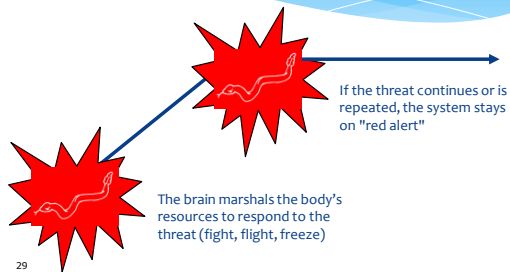 If the threat continues or is
repeated, the system stays
on "red alert"
The brain marshals the body's
resources to respond to the
threat (fight, flight, freeze)
29